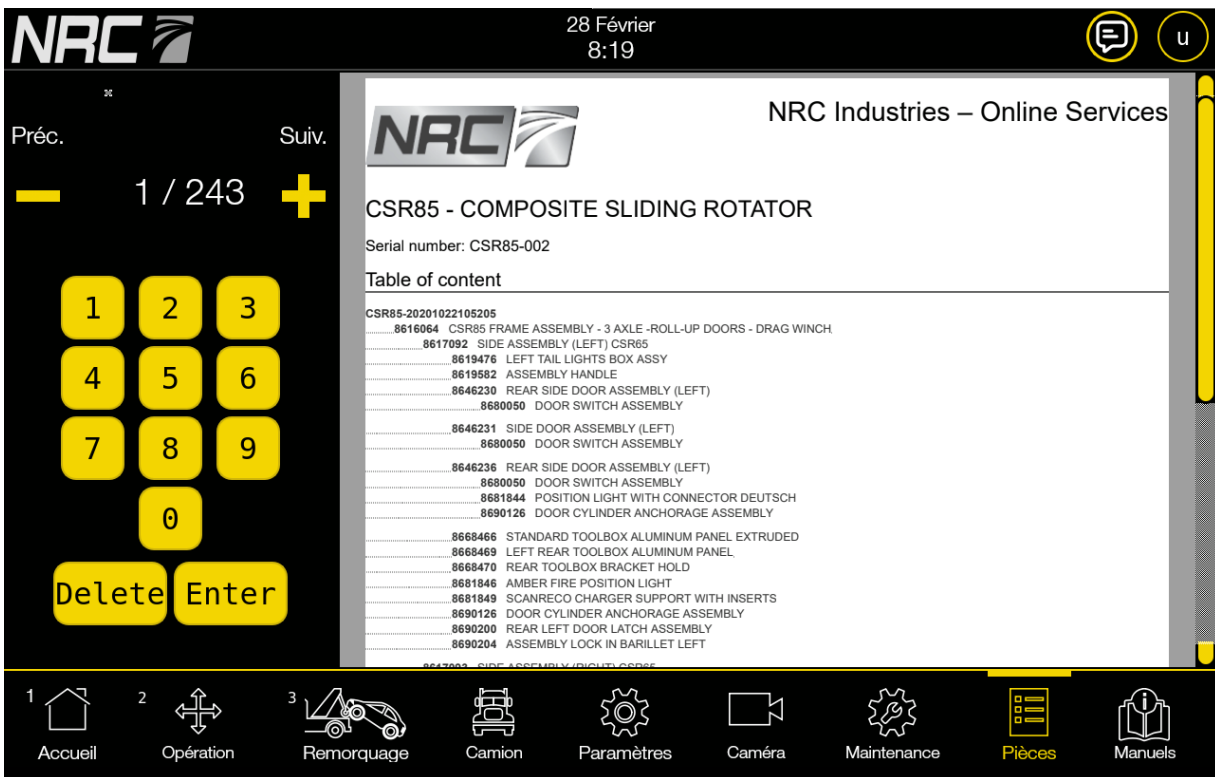 NRC
28 Février
8:19
u
Préc.
Suiv.
1 / 243
1
2
3
4
5
6
7
8
9
0
Delete
Enter
NRC
NRC Industries – Online Services
CSR85 - COMPOSITE SLIDING ROTATOR
Serial number: CSR85-002
Table of content
CSR85-20201022105205
8616064 CSR85 FRAME ASSEMBLY - 3 AXLE -ROLL-UP DOORS - DRAG WINCH
8617092 SIDE ASSEMBLY (LEFT) CSR65
8619476 LEFT TAIL LIGHTS BOX ASSY
8619582 ASSEMBLY HANDLE
8646230 REAR SIDE DOOR ASSEMBLY (LEFT)
8680050 DOOR SWITCH ASSEMBLY
8646231 SIDE DOOR ASSEMBLY (LEFT)
8680050 DOOR SWITCH ASSEMBLY
8646236 REAR SIDE DOOR ASSEMBLY (LEFT)
8680050 DOOR SWITCH ASSEMBLY
8681844 POSITION LIGHT WITH CONNECTOR DEUTSCH
8690126 DOOR CYLINDER ANCHORAGE ASSEMBLY
8668466 STANDARD TOOLBOX ALUMINUM PANEL EXTRUDED
8668469 LEFT REAR TOOLBOX ALUMINUM PANEL
8668470 REAR TOOLBOX BRACKET HOLD
8681846 AMBER FIRE POSITION LIGHT
8681849 SCANRECO CHARGER SUPPORT WITH INSERTS
8690126 DOOR CYLINDER ANCHORAGE ASSEMBLY
8690200 REAR LEFT DOOR LATCH ASSEMBLY
8690204 ASSEMBLY LOCK IN BARILLET LEFT
8617093 SIDE ASSEMBLY (RIGHT) CSR65
1
Accueil
2
Opération
3
Remorquage
Camion
Paramètres
Caméra
Maintenance
Pièces
Manuels